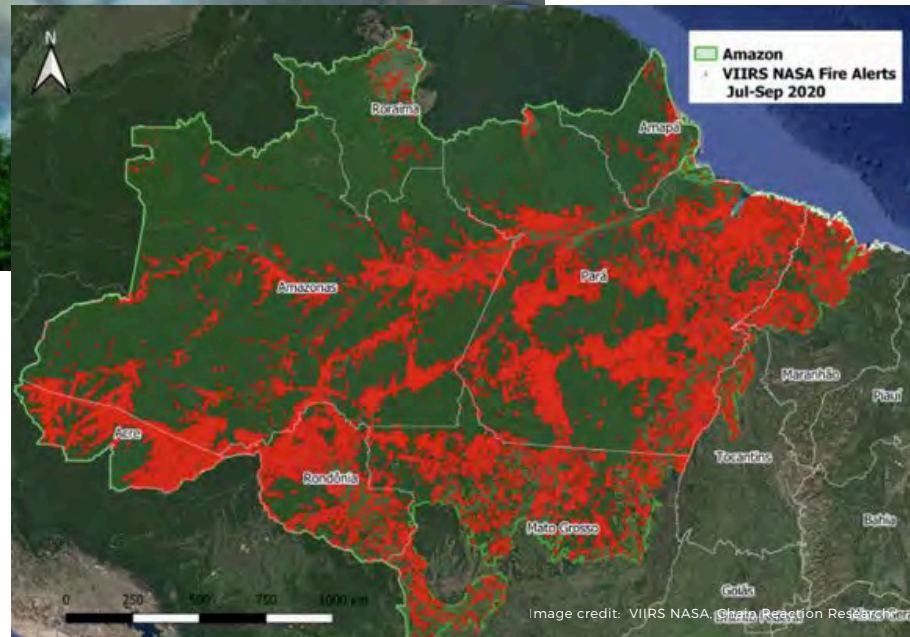 N
Amazon
VIIRS NASA Fire Alerts
Jul-Sep 2020
Roraima
Amapá
Pará
Amazonas
Maranhão
Piauí
Acre
Tocantins
Rondônia
Bahia
Mato Grosso
Goiás
0 250 500 750 1000 km
Image credit: VIIRS NASA, Chain Reaction Research